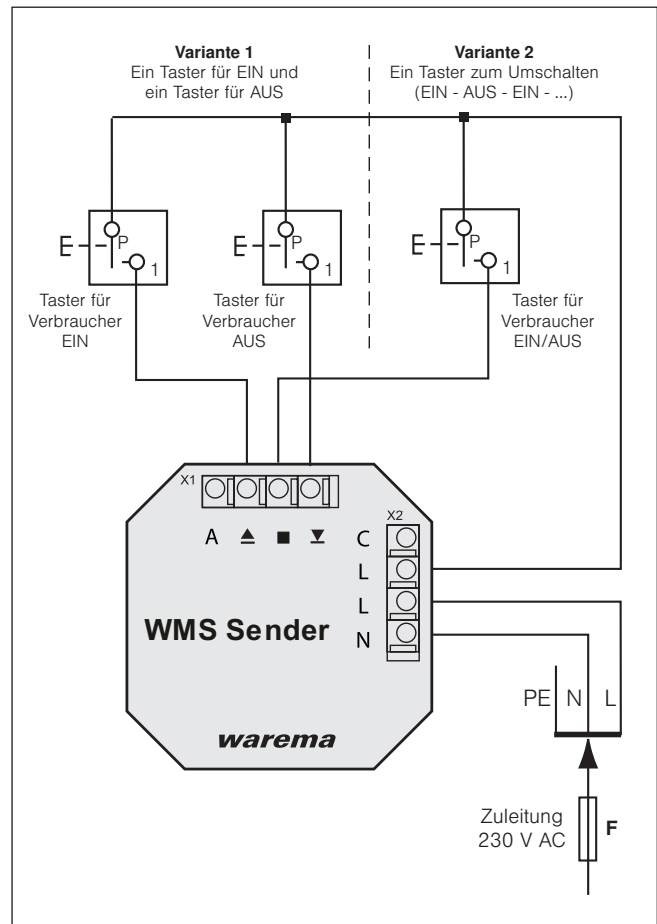 Variante 1
Ein Taster für EIN und
ein Taster für AUS
Variante 2
Ein Taster zum Umschalten
(EIN - AUS - EIN - ...)
P
1
P
1
P
1
Taster für
Verbraucher
EIN
Taster für
Verbraucher
AUS
Taster für
Verbraucher
EIN/AUS
X1
A
X2
C
L
L
N
WMS Sender
warema
PE N L
Zuleitung
230 V AC
F